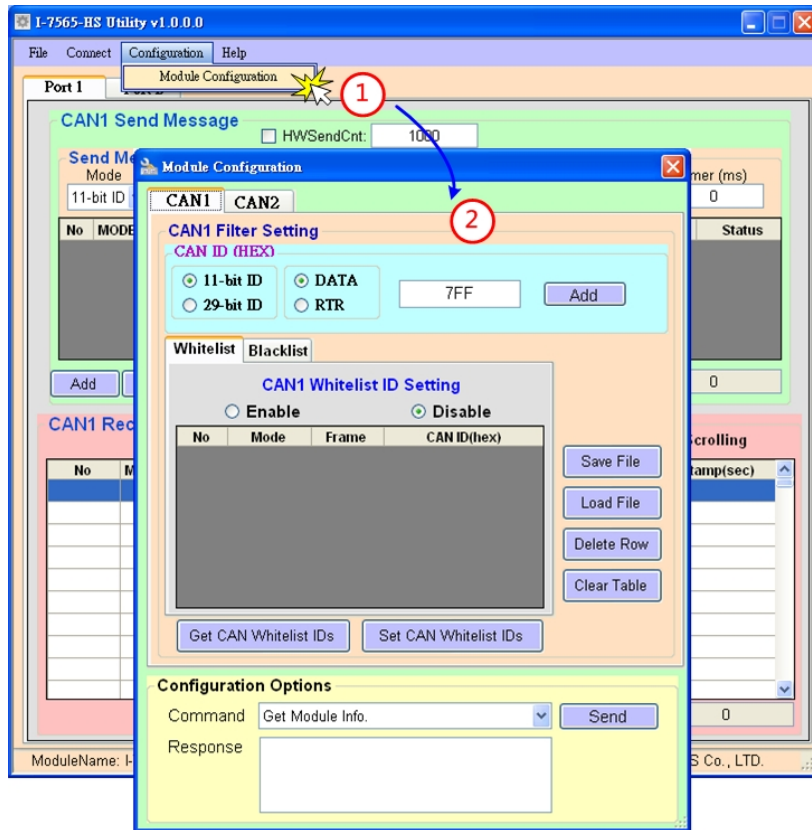 I-7565-HS Utility v1.0.0.0
File Connect Configuration Help
Module Configuration
Port 1
1
CAN1 Send Message
HWSendCnt: 1000
Send Me
Mode
mer (ms)
11-bit ID
0
No MODE
Status
Add
0
CAN1 Rec
crolling
No M
tamp(sec)
0
ModuleName: I-
S Co., LTD.
Module Configuration
2
CAN1 CAN2
CAN1 Filter Setting
CAN ID (HEX)
11-bit ID DATA
7FF Add
29-bit ID RTR
Whitelist Blacklist
CAN1 Whitelist ID Setting
Enable Disable
No Mode Frame CAN ID(hex)
Save File
Load File
Delete Row
Clear Table
Get CAN Whitelist IDs Set CAN Whitelist IDs
Configuration Options
Command Get Module Info. Send
Response